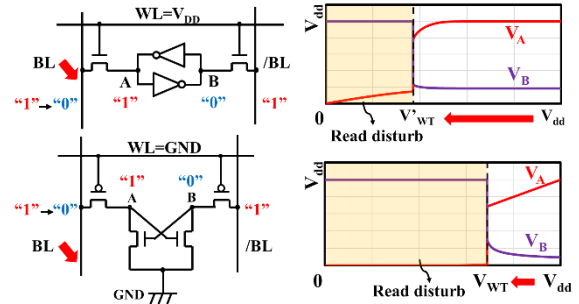 WL=V_DD
BL
A
B
/BL
"1"→"0"
"1"
"0"
"1"
V_dd
V_A
V_B
0
V'_WT
V_dd
Read disturb
WL=GND
"1"
"0"
A
B
"1"→"0"
"1"
BL
/BL
GND
V_dd
V_A
V_B
0
V_WT
V_dd
Read disturb